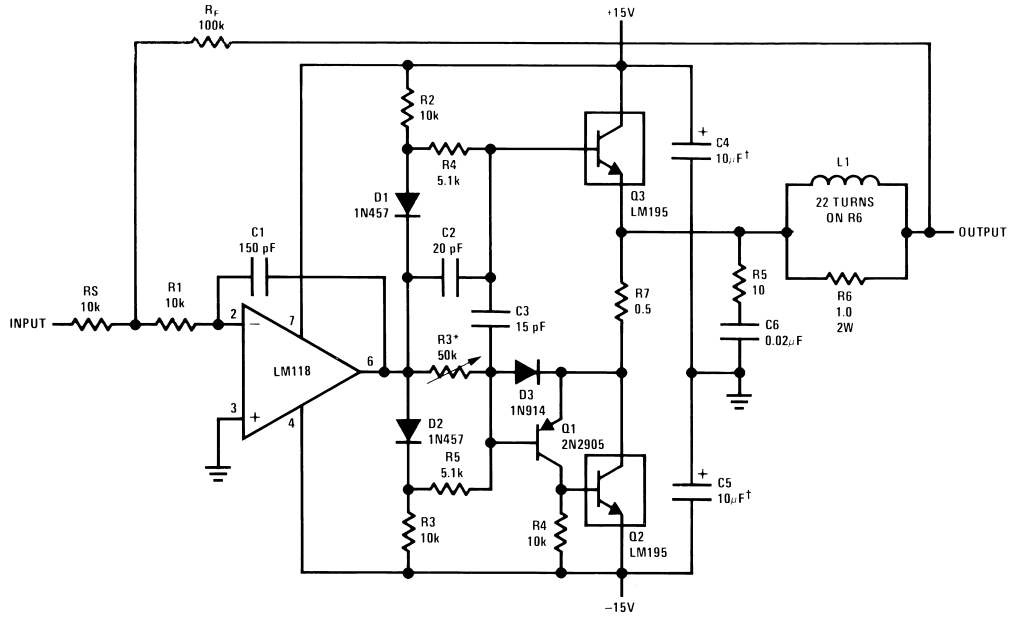 R_F
100k
+15V
R2
10k
R4
5.1k
D1
1N457
Q3
LM195
C4
10μF†
L1
22 TURNS
ON R6
R6
1.0
2W
OUTPUT
C1
150 pF
C2
20 pF
R5
10
C6
0.02μF
R7
0.5
C3
15 pF
INPUT
RS
10k
R1
10k
2
−
7
LM118
6
3
+
4
R3*
50k
D3
1N914
D2
1N457
Q1
2N2905
R5
5.1k
R3
10k
R4
10k
Q2
LM195
+
C5
10μF†
+
−15V